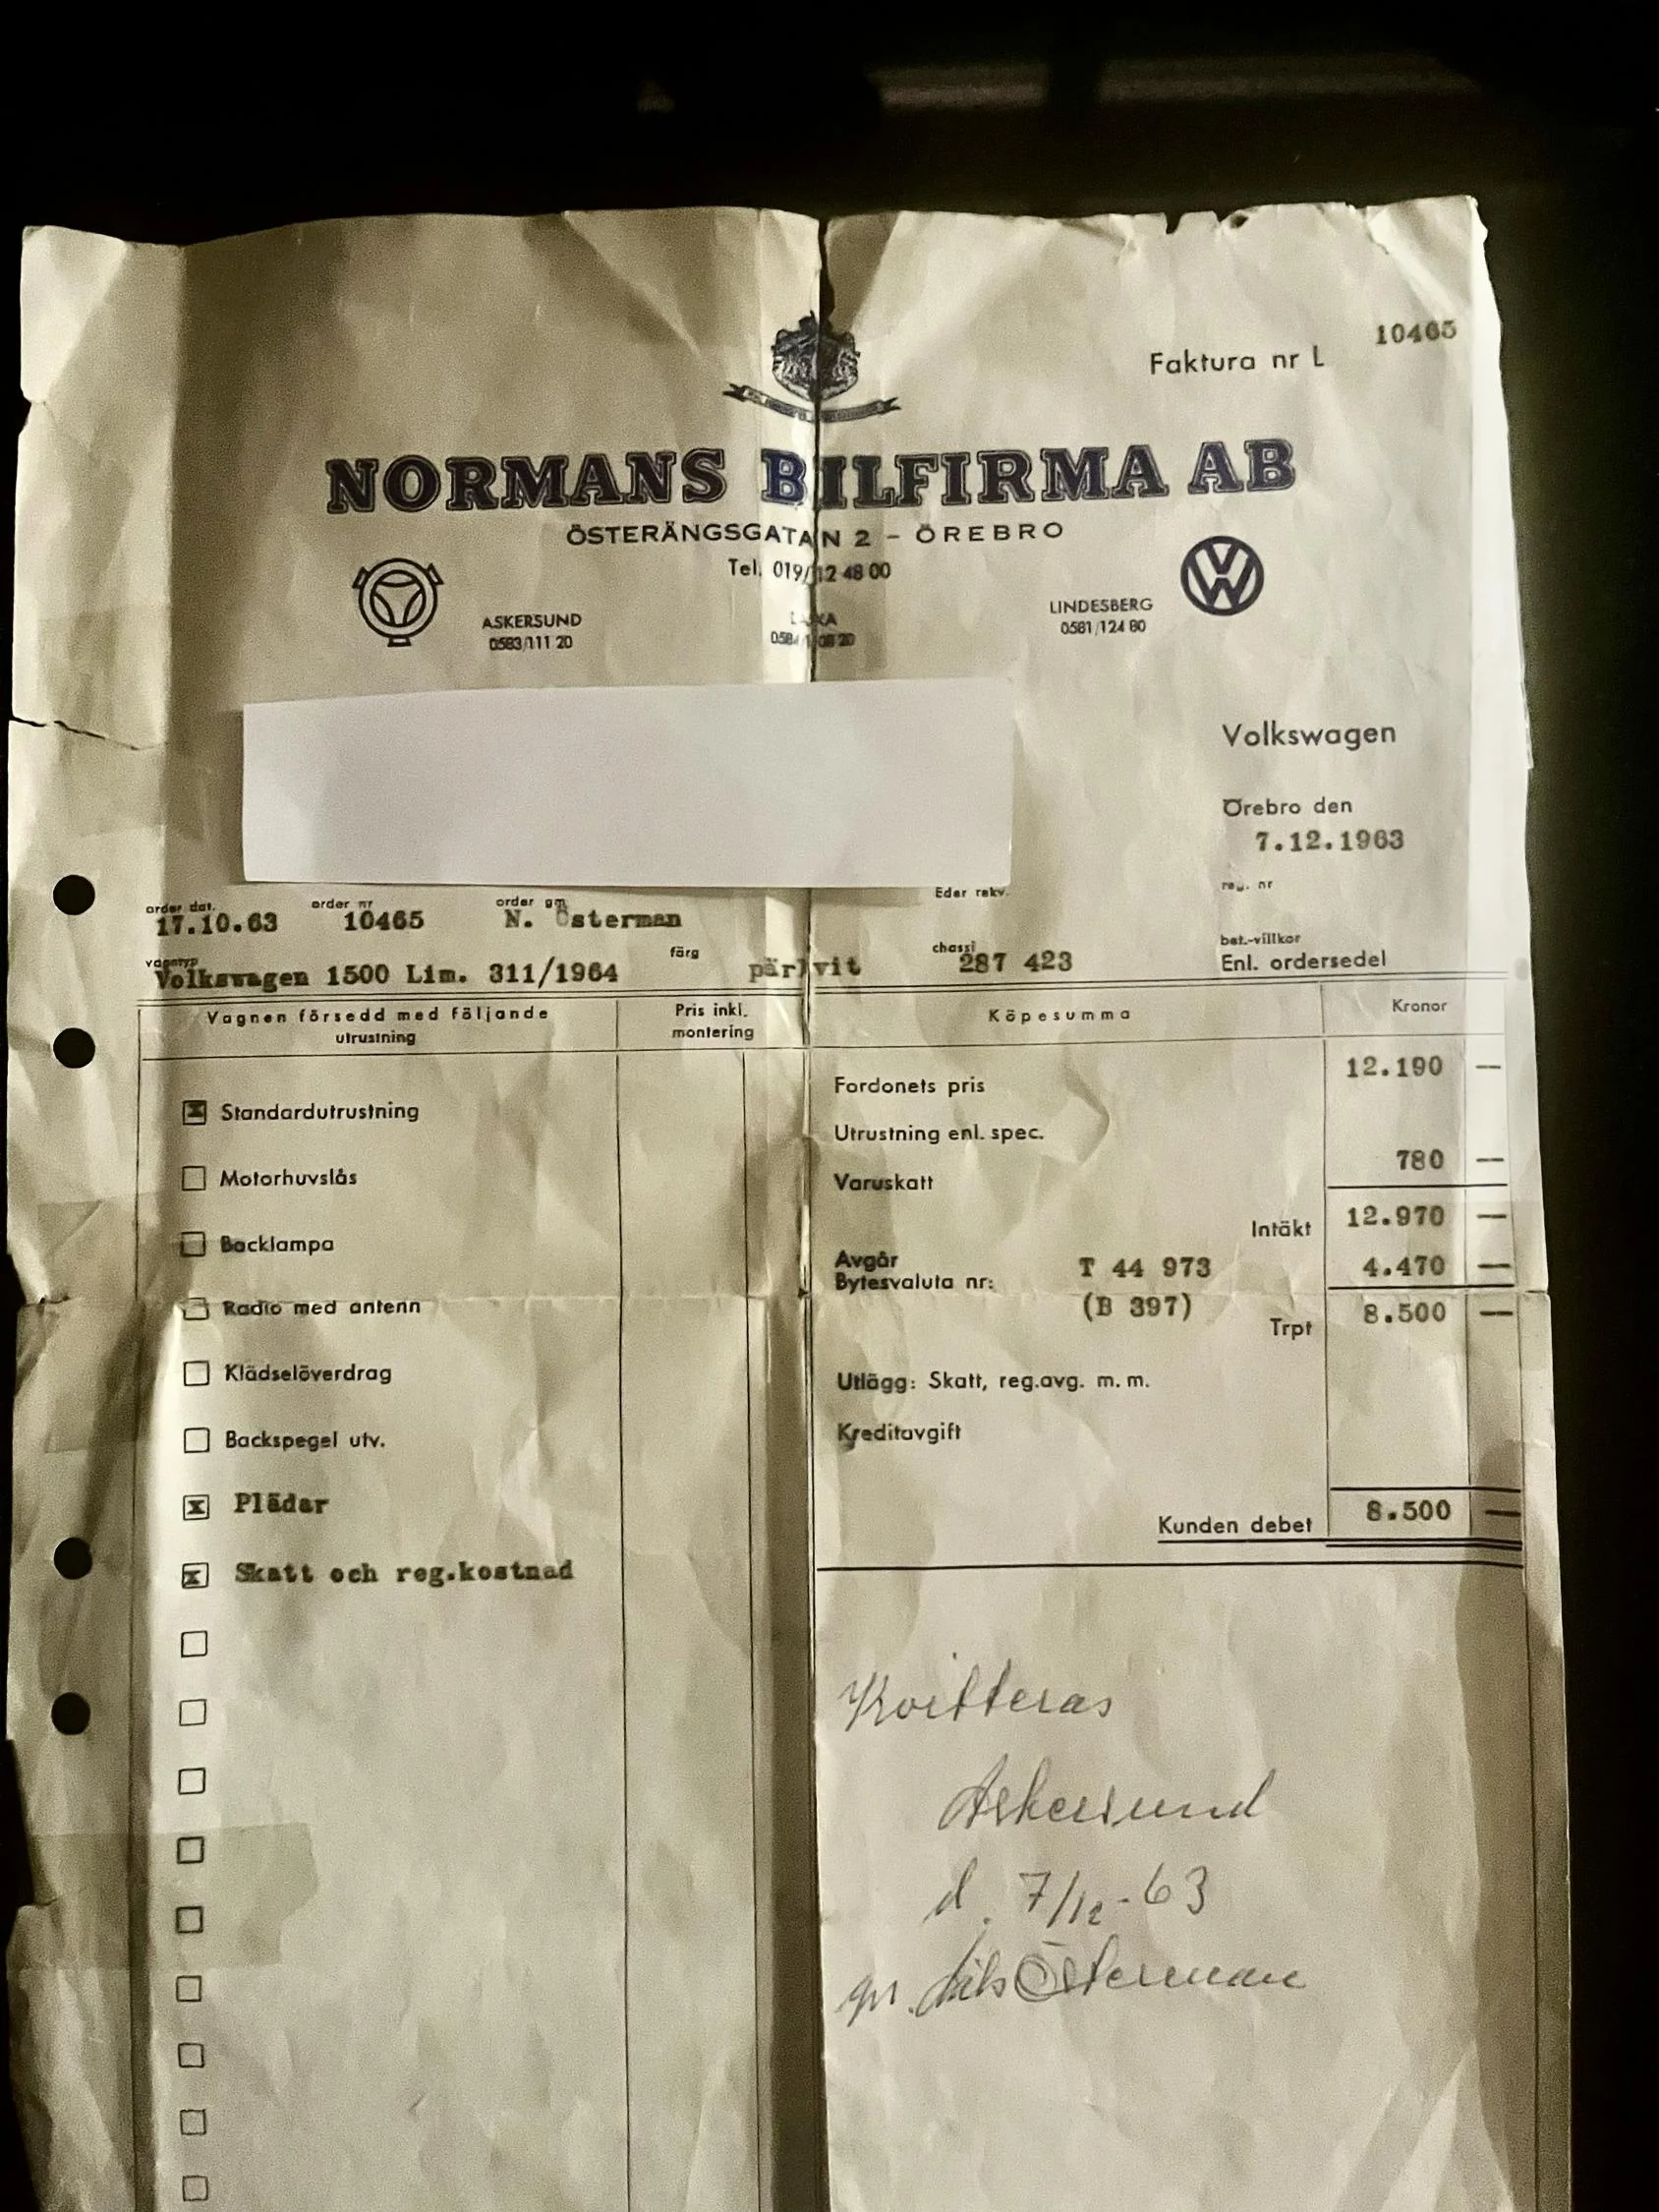 10465
Faktura nr L
NORMANS BILFIRMA AB
ÖSTERÄNGSGATAN 2 - ÖREBRO
Tel. 019/12 48 00
ASKERSUND
0583/111 20
LAXÅ
LINDESBERG
0581/124 80
Volkswagen
Örebro den
7.12.1963
Eder rekv.
reg. nr
order dat.
17.10.63
order nr
10465
order gm
N. Österman
bet.-villkor
Enl. ordersedel
vagntyp
Volkswagen 1500 Lim. 311/1964
färg
pärlvit
chassi
287 423
Vagnen försedd med följande
utrustning
Pris inkl.
montering
Köpesumma
Kronor
x Standardutrustning
Motorhuvslås
Backlampa
Radio med antenn
Klädselöverdrag
Backspegel utv.
x Plädar
x Skatt och reg.kostnad
Fordonets pris 12.190 —
Utrustning enl. spec.
Varuskatt 780 —
Intäkt 12.970 —
Avgår
Bytesvaluta nr: T 44 973 4.470 —
(B 397)
Trpt 8.500 —
Utlägg: Skatt, reg.avg. m. m.
Kreditavgift
Kunden debet 8.500 —
Kvitteras
Askersund
d. 7/12-63
gm. Nils Österman